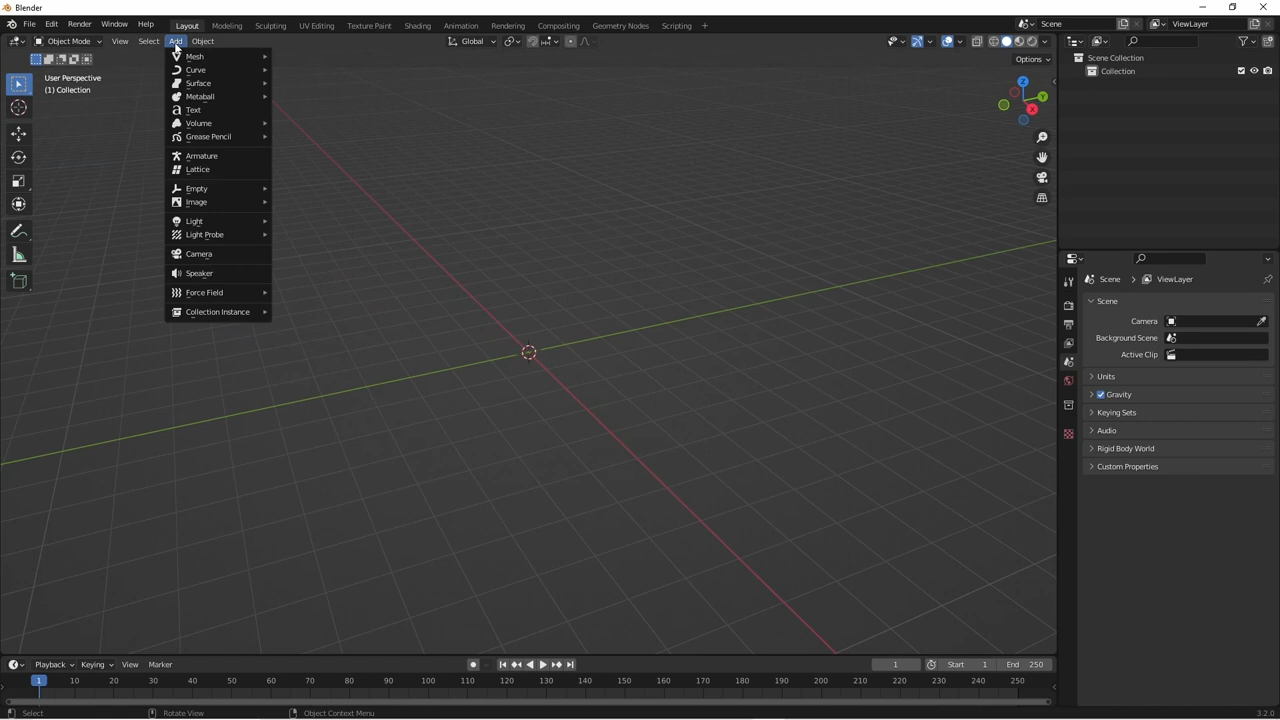 Blender
File Edit Render Window Help Layout Modeling Sculpting UV Editing Texture Paint Shading Animation Rendering Compositing Geometry Nodes Scripting + Scene ViewLayer
Object Mode View Select Add Object Global
Options
User Perspective
(1) Collection
Mesh
Curve
Surface
Metaball
Text
Volume
Grease Pencil
Armature
Lattice
Empty
Image
Light
Light Probe
Camera
Speaker
Force Field
Collection Instance
Z
Y
X
Scene Collection
Collection
Scene ViewLayer
Scene
Camera
Background Scene
Active Clip
Units
Gravity
Keying Sets
Audio
Rigid Body World
Custom Properties
Playback Keying View Marker 1 Start 1 End 250
1 10 20 30 40 50 60 70 80 90 100 110 120 130 140 150 160 170 180 190 200 210 220 230 240 250
Select Rotate View Object Context Menu 3.2.0